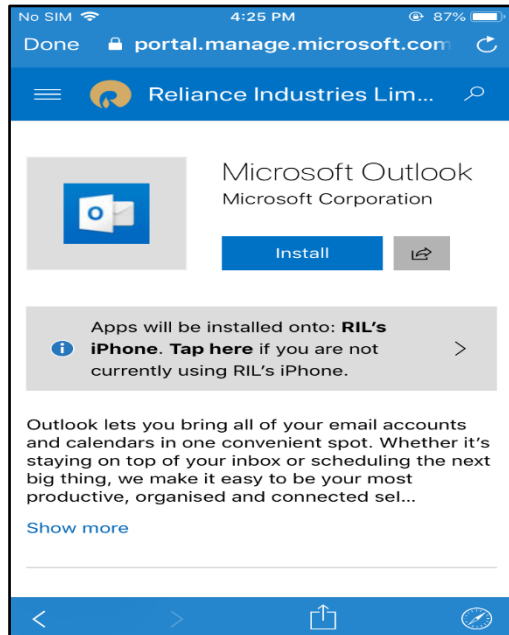 No SIM 4:25 PM 87%
Done portal.manage.microsoft.com
Reliance Industries Lim...
Microsoft Outlook
Microsoft Corporation
Install
Apps will be installed onto: RIL's
iPhone. Tap here if you are not
currently using RIL's iPhone.
Outlook lets you bring all of your email accounts
and calendars in one convenient spot. Whether it's
staying on top of your inbox or scheduling the next
big thing, we make it easy to be your most
productive, organised and connected sel...
Show more